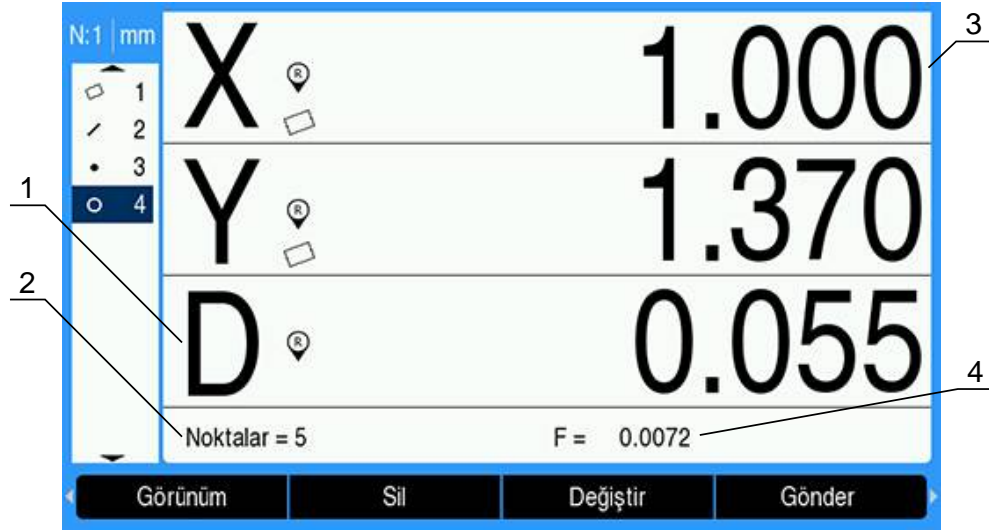 N:1 mm
1
2
3
4
X R 1.000
Y R 1.370
D R 0.055
Noktalar = 5 F = 0.0072
Görünüm Sil Değiştir Gönder
1
2
3
4